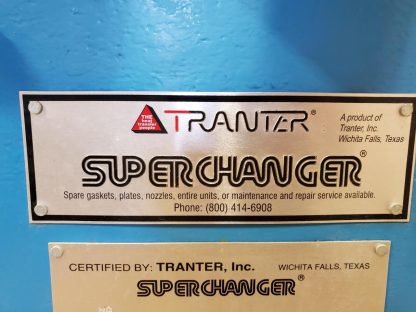 THE
heat
transfer
people
TRANTER®
A product of
Tranter, Inc.
Wichita Falls, Texas
SUPERCHANGER®
Spare gaskets, plates, nozzles, entire units, or maintenance and repair service available.
Phone: (800) 414-6908
CERTIFIED BY: TRANTER, Inc. WICHITA FALLS, TEXAS
SUPERCHANGER®